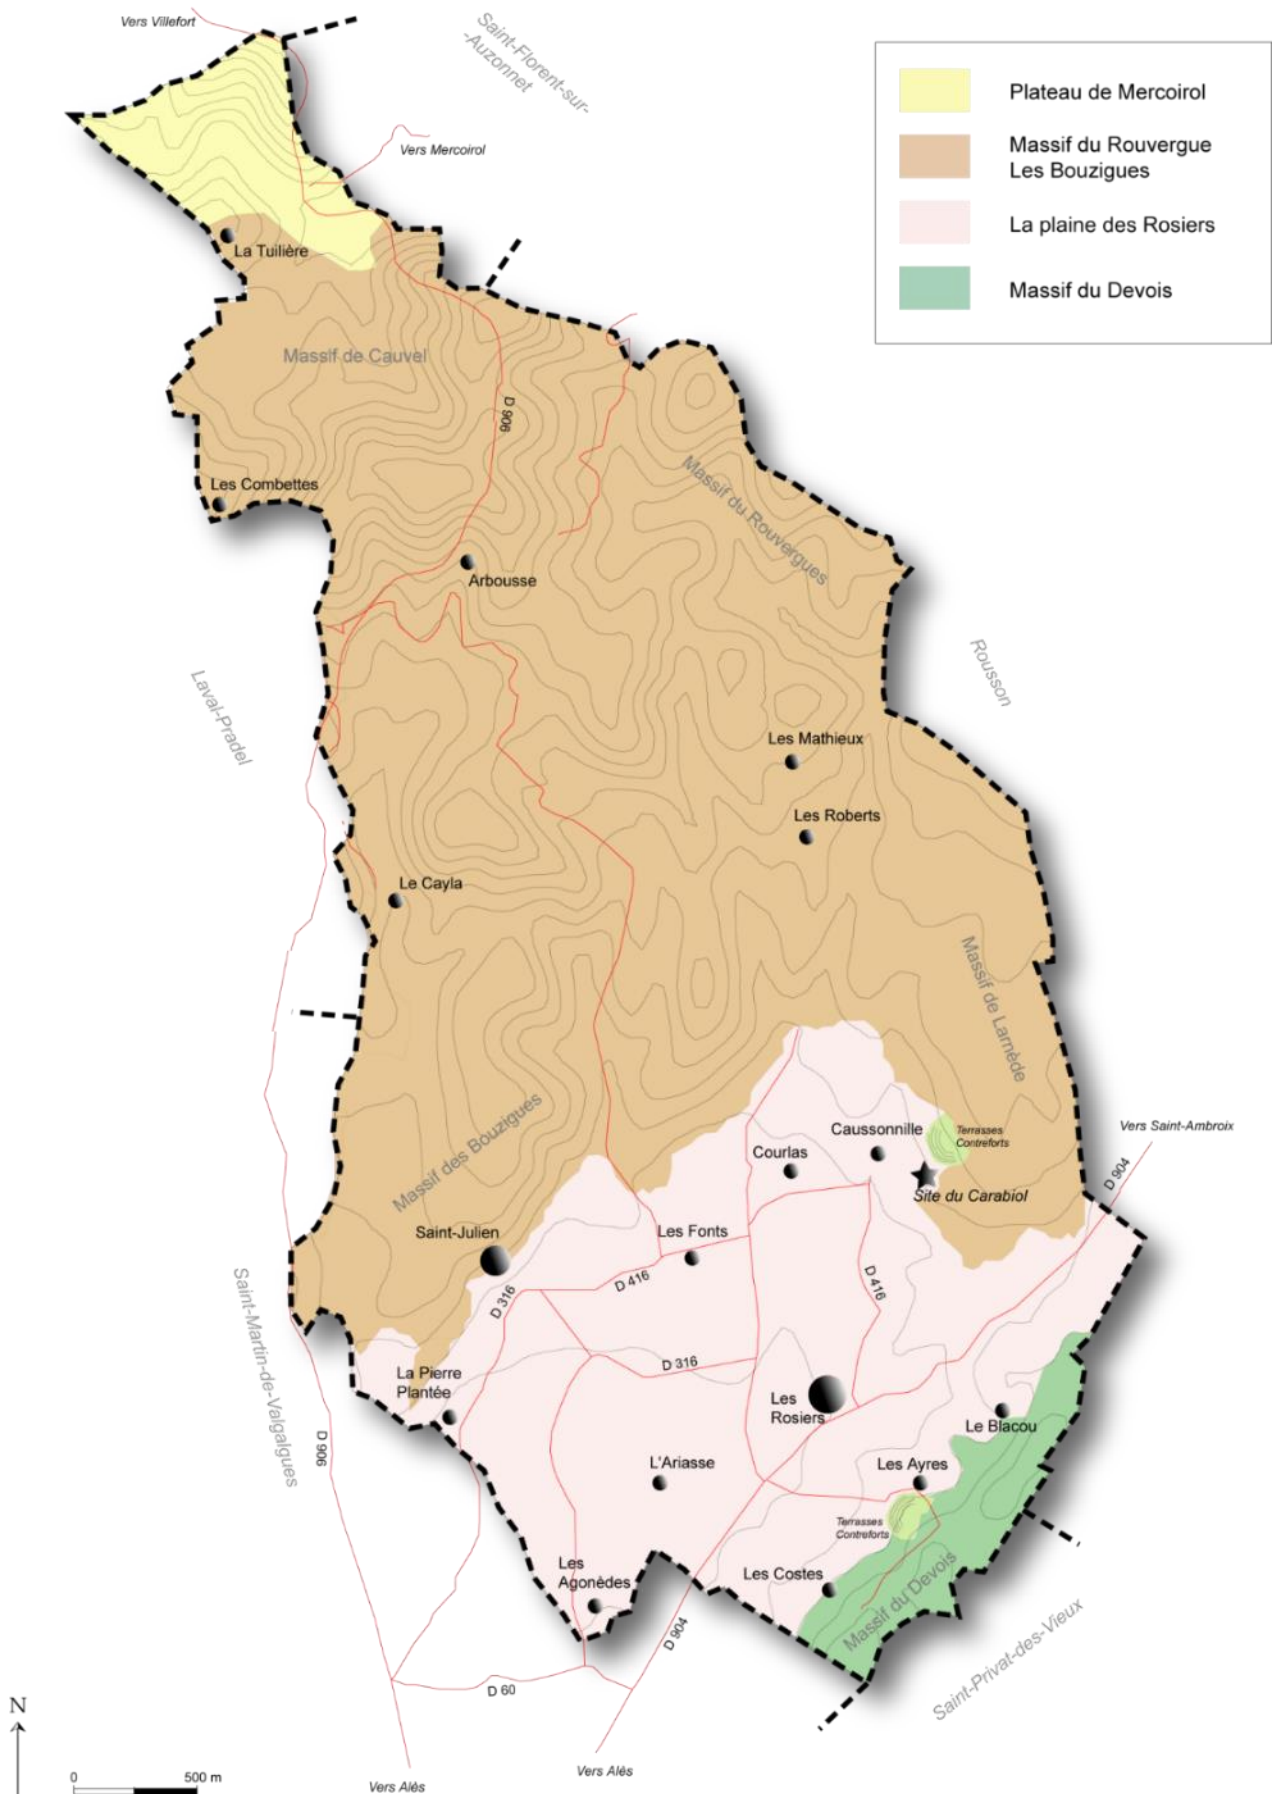 Vers Villefort
Saint-Florent-sur-
-Auzonnet
Plateau de Mercoirol
Massif du Rouvergue
Les Bouzigues
La plaine des Rosiers
Massif du Devois
Vers Mercoirol
La Tuilière
Massif de Cauvel
D 906
Massif du Rouvergues
Les Combettes
Arbousse
Rousson
Laval-Pradel
Les Mathieux
Les Roberts
Le Cayla
Massif de Larnède
Massif des Bouzigues
Caussonville
Terrasses
Contreforts
Vers Saint-Ambroix
Courlas
D 904
Site du Carabiol
Saint-Julien
Les Fonts
D 416
D 316
D 416
Saint-Martin-de-Valgalgues
D 316
La Pierre
Plantée
Les
Rosiers
Le Blacou
D 906
L'Ariasse
Les Ayres
Terrasses
Contreforts
Les
Agonèdes
Les Costes
Massif du Devois
Saint-Privat-des-Vieux
D 904
D 60
N
0 500 m
Vers Alès
Vers Alès